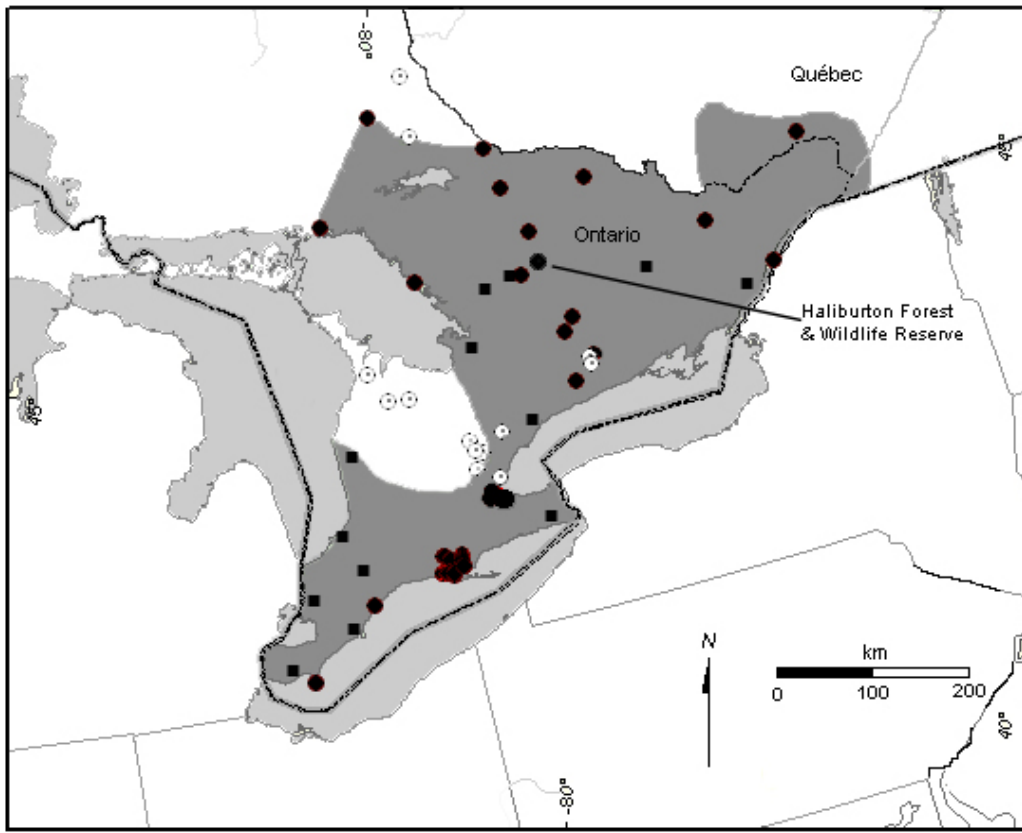 -80°
Québec
45°
Ontario
Haliburton Forest
& Wildlife Reserve
45°
N
km
0 100 200
40°
-80°